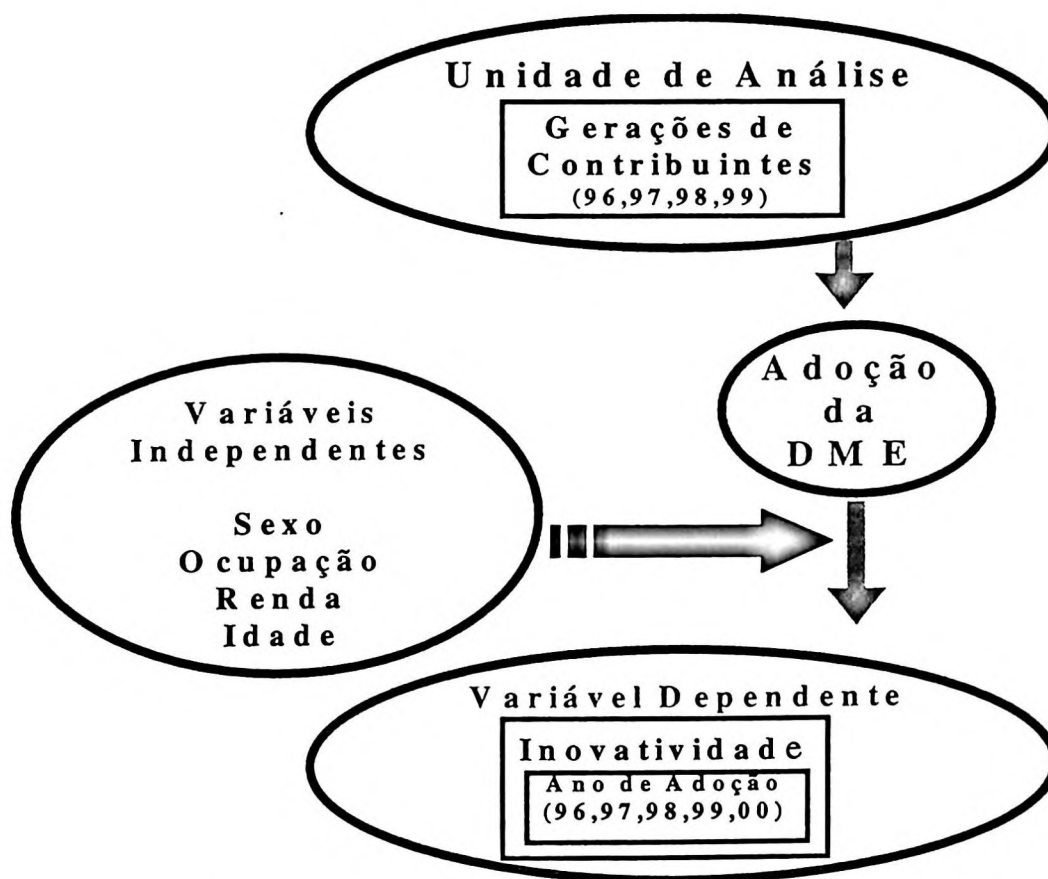 Unidade de Análise
Gerações de
Contribuintes
(96,97,98,99)
Adoção
da
DME
Variáveis
Independentes
Sexo
Ocupação
Renda
Idade
Variável Dependente
Inovatividade
Ano de Adoção
(96,97,98,99,00)